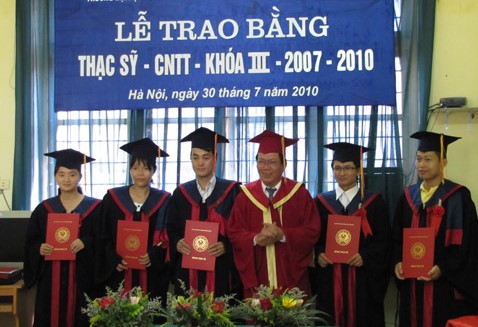 LỄ TRAO BẰNG
THẠC SỸ - CNTT - KHÓA III - 2007 - 2010
Hà Nội, ngày 30 tháng 7 năm 2010